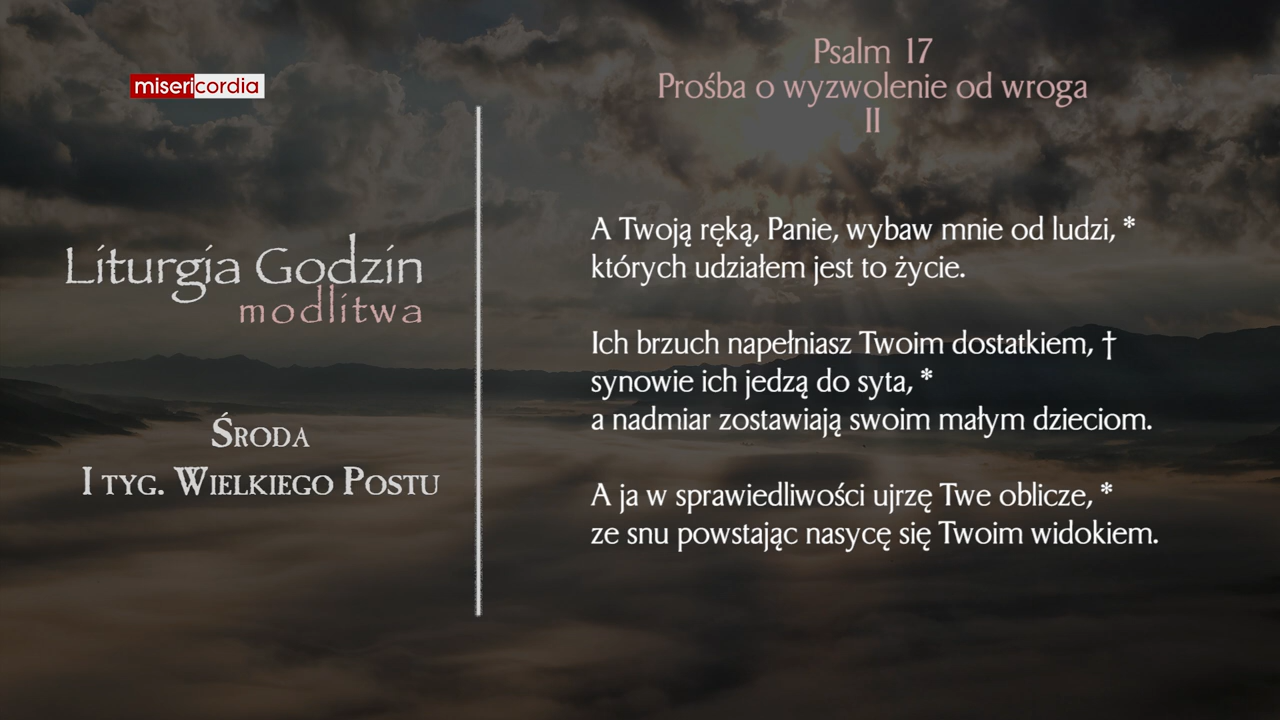 misericordia
Liturgia Godzin
modlitwa
Środa
I tyg. Wielkiego Postu
Psalm 17
Prośba o wyzwolenie od wroga
II
A Twoją ręką, Panie, wybaw mnie od ludzi, *
których udziałem jest to życie.
Ich brzuch napełniasz Twoim dostatkiem, †
synowie ich jedzą do syta, *
a nadmiar zostawiają swoim małym dzieciom.
A ja w sprawiedliwości ujrzę Twe oblicze, *
ze snu powstając nasycę się Twoim widokiem.